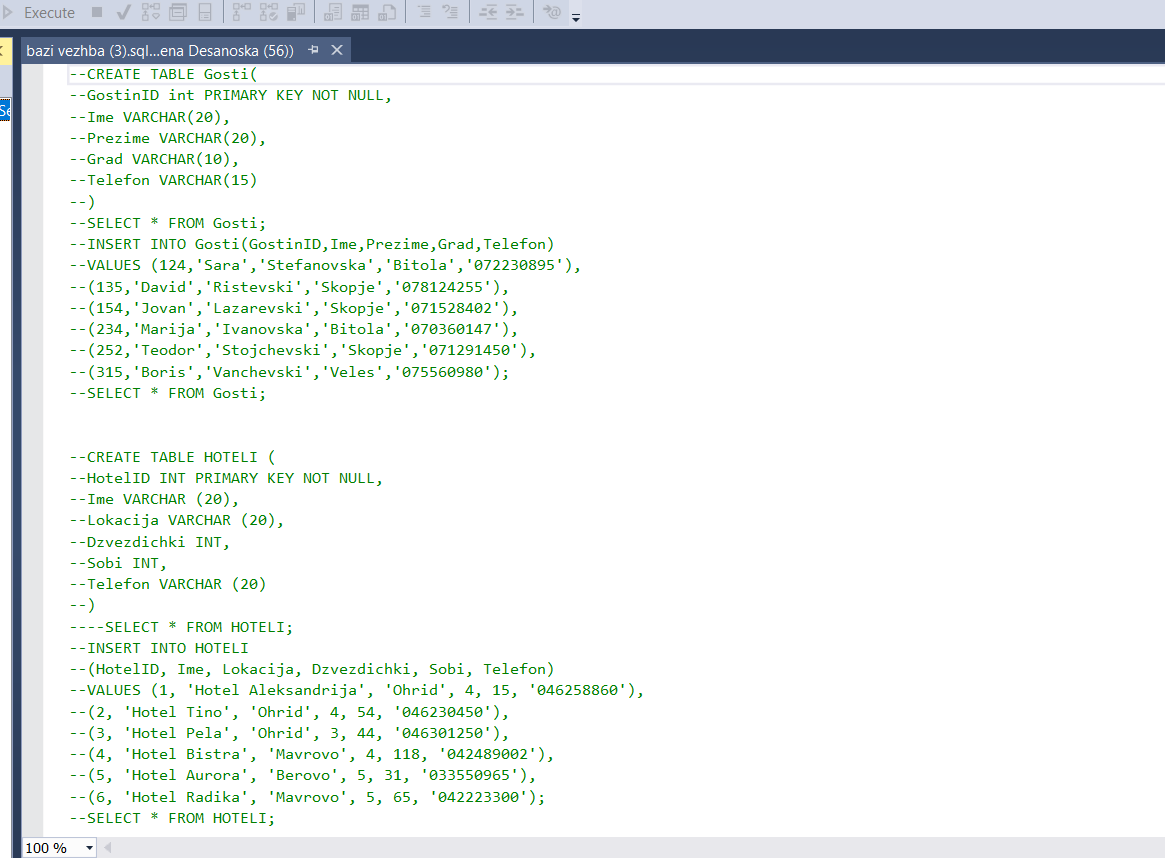 Execute
bazi vezhba (3).sql...ena Desanoska (56))
--CREATE TABLE Gosti(
--GostinID int PRIMARY KEY NOT NULL,
--Ime VARCHAR(20),
--Prezime VARCHAR(20),
--Grad VARCHAR(10),
--Telefon VARCHAR(15)
--)
--SELECT * FROM Gosti;
--INSERT INTO Gosti(GostinID,Ime,Prezime,Grad,Telefon)
--VALUES (124,'Sara','Stefanovska','Bitola','072230895'),
--(135,'David','Ristevski','Skopje','078124255'),
--(154,'Jovan','Lazarevski','Skopje','071528402'),
--(234,'Marija','Ivanovska','Bitola','070360147'),
--(252,'Teodor','Stojchevski','Skopje','071291450'),
--(315,'Boris','Vanchevski','Veles','075560980');
--SELECT * FROM Gosti;
--CREATE TABLE HOTELI (
--HotelID INT PRIMARY KEY NOT NULL,
--Ime VARCHAR (20),
--Lokacija VARCHAR (20),
--Dzvezdichki INT,
--Sobi INT,
--Telefon VARCHAR (20)
--)
----SELECT * FROM HOTELI;
--INSERT INTO HOTELI
--(HotelID, Ime, Lokacija, Dzvezdichki, Sobi, Telefon)
--VALUES (1, 'Hotel Aleksandrija', 'Ohrid', 4, 15, '046258860'),
--(2, 'Hotel Tino', 'Ohrid', 4, 54, '046230450'),
--(3, 'Hotel Pela', 'Ohrid', 3, 44, '046301250'),
--(4, 'Hotel Bistra', 'Mavrovo', 4, 118, '042489002'),
--(5, 'Hotel Aurora', 'Berovo', 5, 31, '033550965'),
--(6, 'Hotel Radika', 'Mavrovo', 5, 65, '042223300');
--SELECT * FROM HOTELI;
100 %